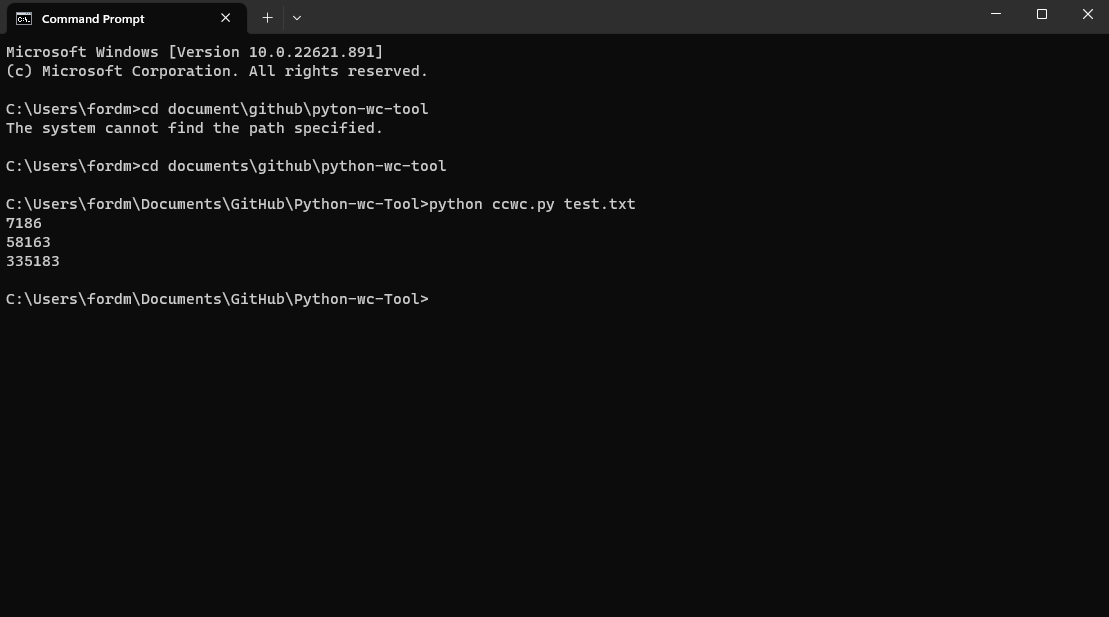 Command Prompt
Microsoft Windows [Version 10.0.22621.891]
(c) Microsoft Corporation. All rights reserved.
C:\Users\fordm>cd document\github\pyton-wc-tool
The system cannot find the path specified.
C:\Users\fordm>cd documents\github\python-wc-tool
C:\Users\fordm\Documents\GitHub\Python-wc-Tool>python ccwc.py test.txt
7186
58163
335183
C:\Users\fordm\Documents\GitHub\Python-wc-Tool>